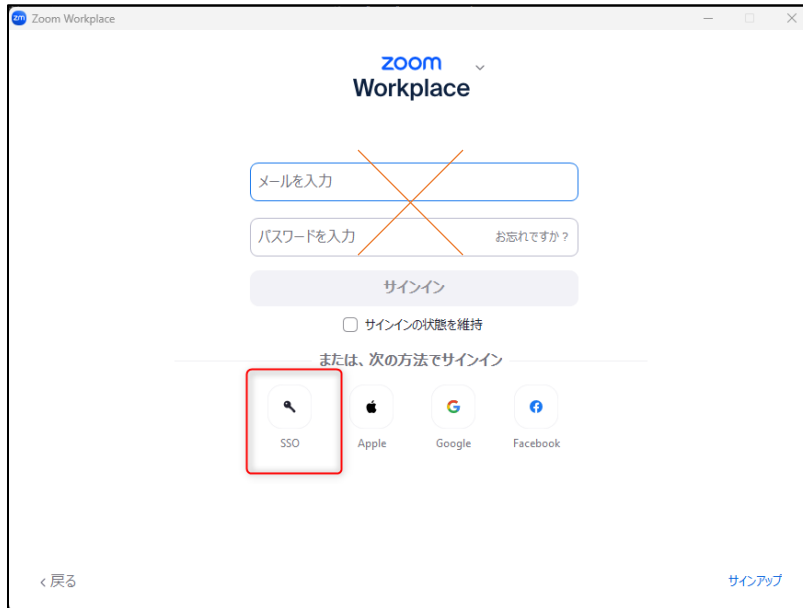 zm Zoom Workplace
zoom
Workplace
メールを入力
パスワードを入力 お忘れですか？
サインイン
サインインの状態を維持
または、次の方法でサインイン
SSO Apple Google Facebook
戻る サインアップ